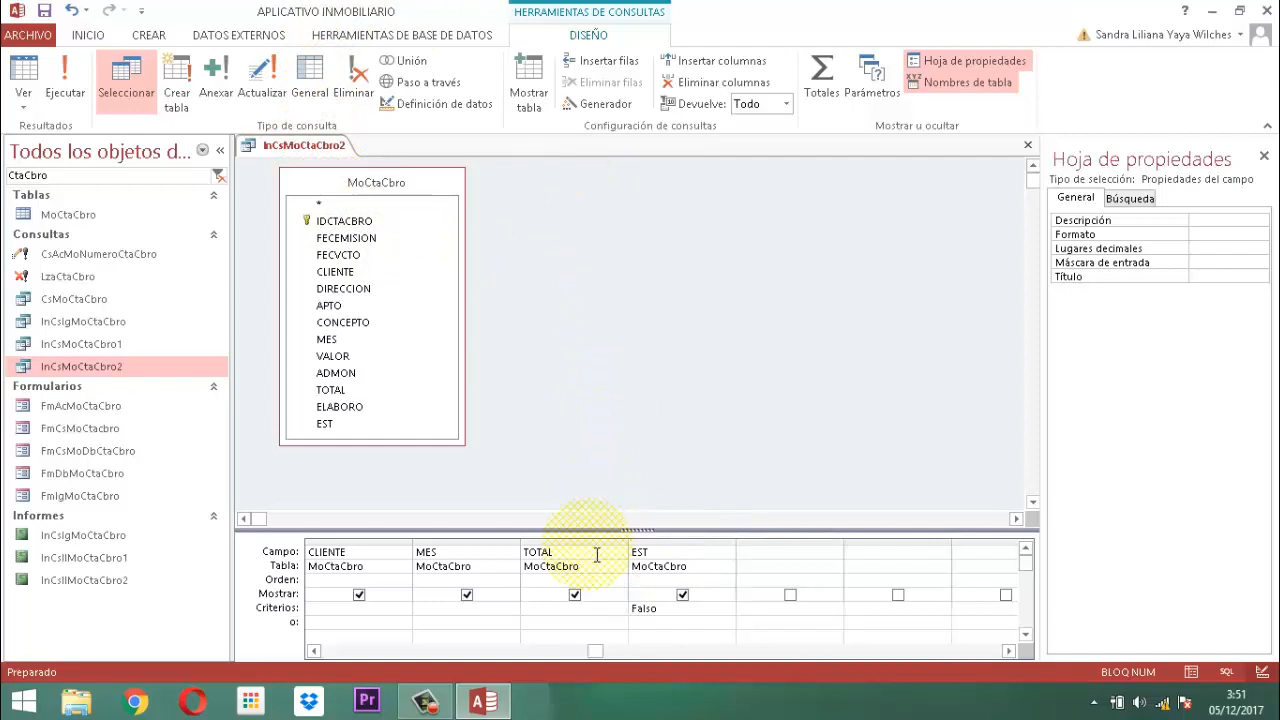 APLICATIVO INMOBILIARIO
HERRAMIENTAS DE CONSULTAS
?
ARCHIVO
INICIO
CREAR
DATOS EXTERNOS
HERRAMIENTAS DE BASE DE DATOS
DISEÑO
Sandra Liliana Yaya Wilches
Ver
Ejecutar
Resultados
Seleccionar
Crear
tabla
Anexar
Actualizar
General
Eliminar
Unión
Paso a través
Definición de datos
Tipo de consulta
Mostrar
tabla
Insertar filas
Eliminar filas
Generador
Insertar columnas
Eliminar columnas
Devuelve: Todo
Configuración de consultas
Totales
Parámetros
Hoja de propiedades
XYZ Nombres de tabla
Mostrar u ocultar
Todos los objetos d... «
CtaCbro
Tablas
MoCtaCbro
Consultas
CsAcMoNumeroCtaCbro
LzaCtaCbro
CsMoCtaCbro
InCsIgMoCtaCbro
InCsMoCtaCbro1
InCsMoCtaCbro2
Formularios
FmAcMoCtaCbro
FmCsMoCtacbro
FmCsMoDbCtaCbro
FmDbMoCtaCbro
FmIgMoCtaCbro
Informes
InCsIgMoCtaCbro
InCsIIMoCtaCbro1
InCsIIMoCtaCbro2
InCsMoCtaCbro2
MoCtaCbro
*
IDCTACBRO
FECEMISION
FECVCTO
CLIENTE
DIRECCION
APTO
CONCEPTO
MES
VALOR
ADMON
TOTAL
ELABORO
EST
Campo: CLIENTE MES TOTAL EST
Tabla: MoCtaCbro MoCtaCbro MoCtaCbro MoCtaCbro
Orden:
Mostrar:
Criterios: Falso
o:
Hoja de propiedades
Tipo de selección: Propiedades del campo
General
Búsqueda
Descripción
Formato
Lugares decimales
Máscara de entrada
Título
Preparado
BLOQ NUM
SQL
Pr
3:51
05/12/2017